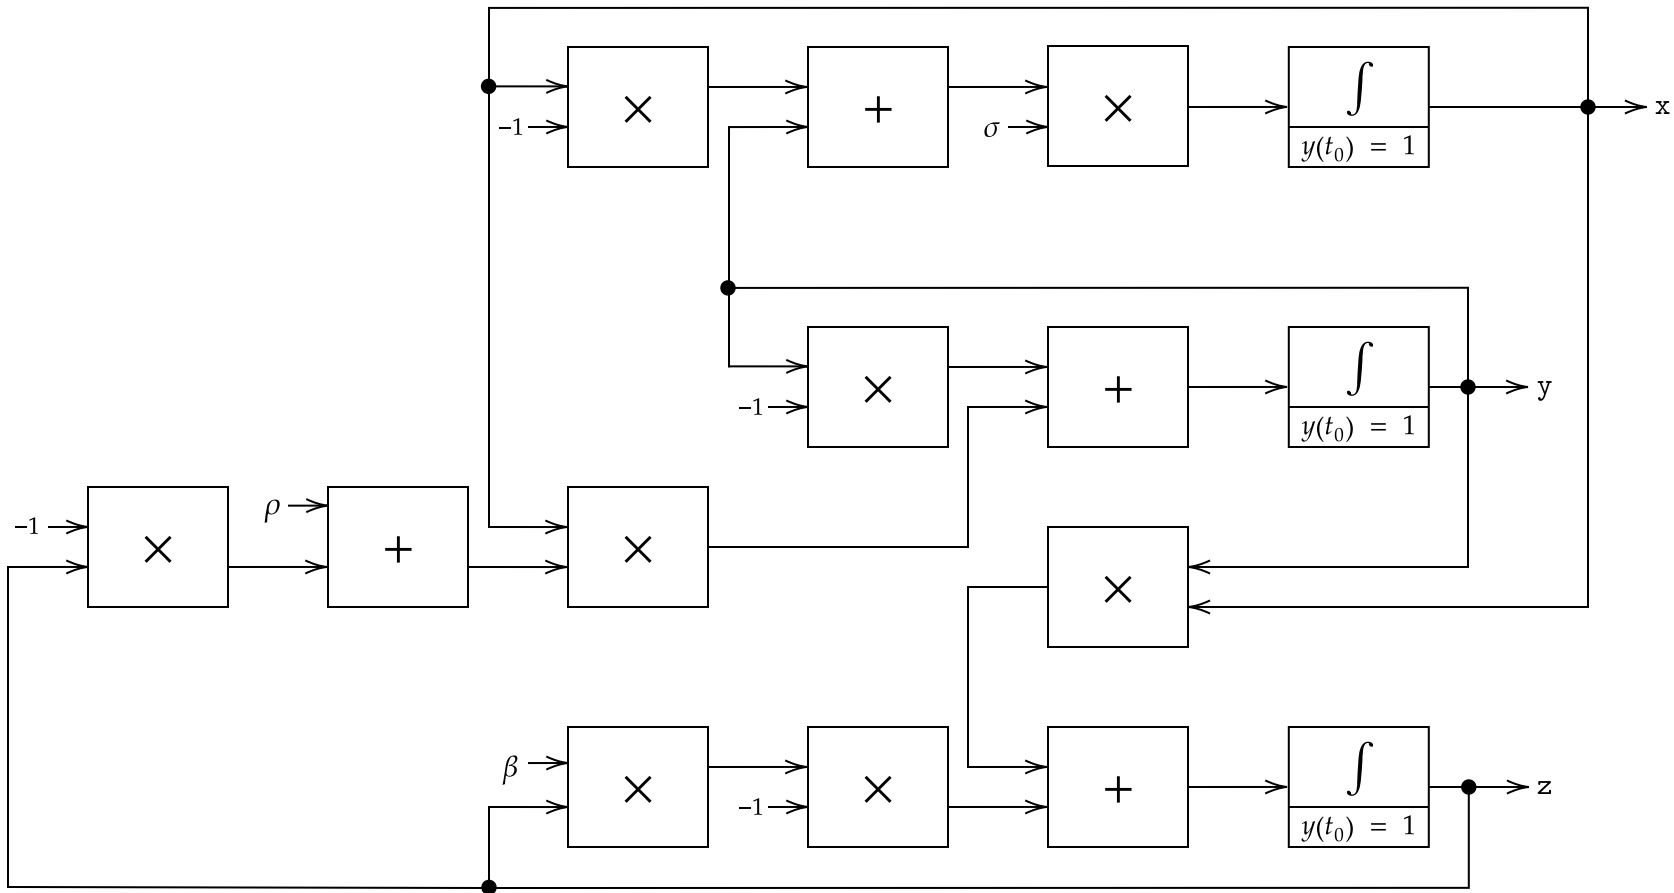 × + × ∫ x
−1 σ
y(t₀) = 1
× + ∫ y
−1
y(t₀) = 1
−1 × ρ + × ×
β × × + ∫ z
−1
y(t₀) = 1